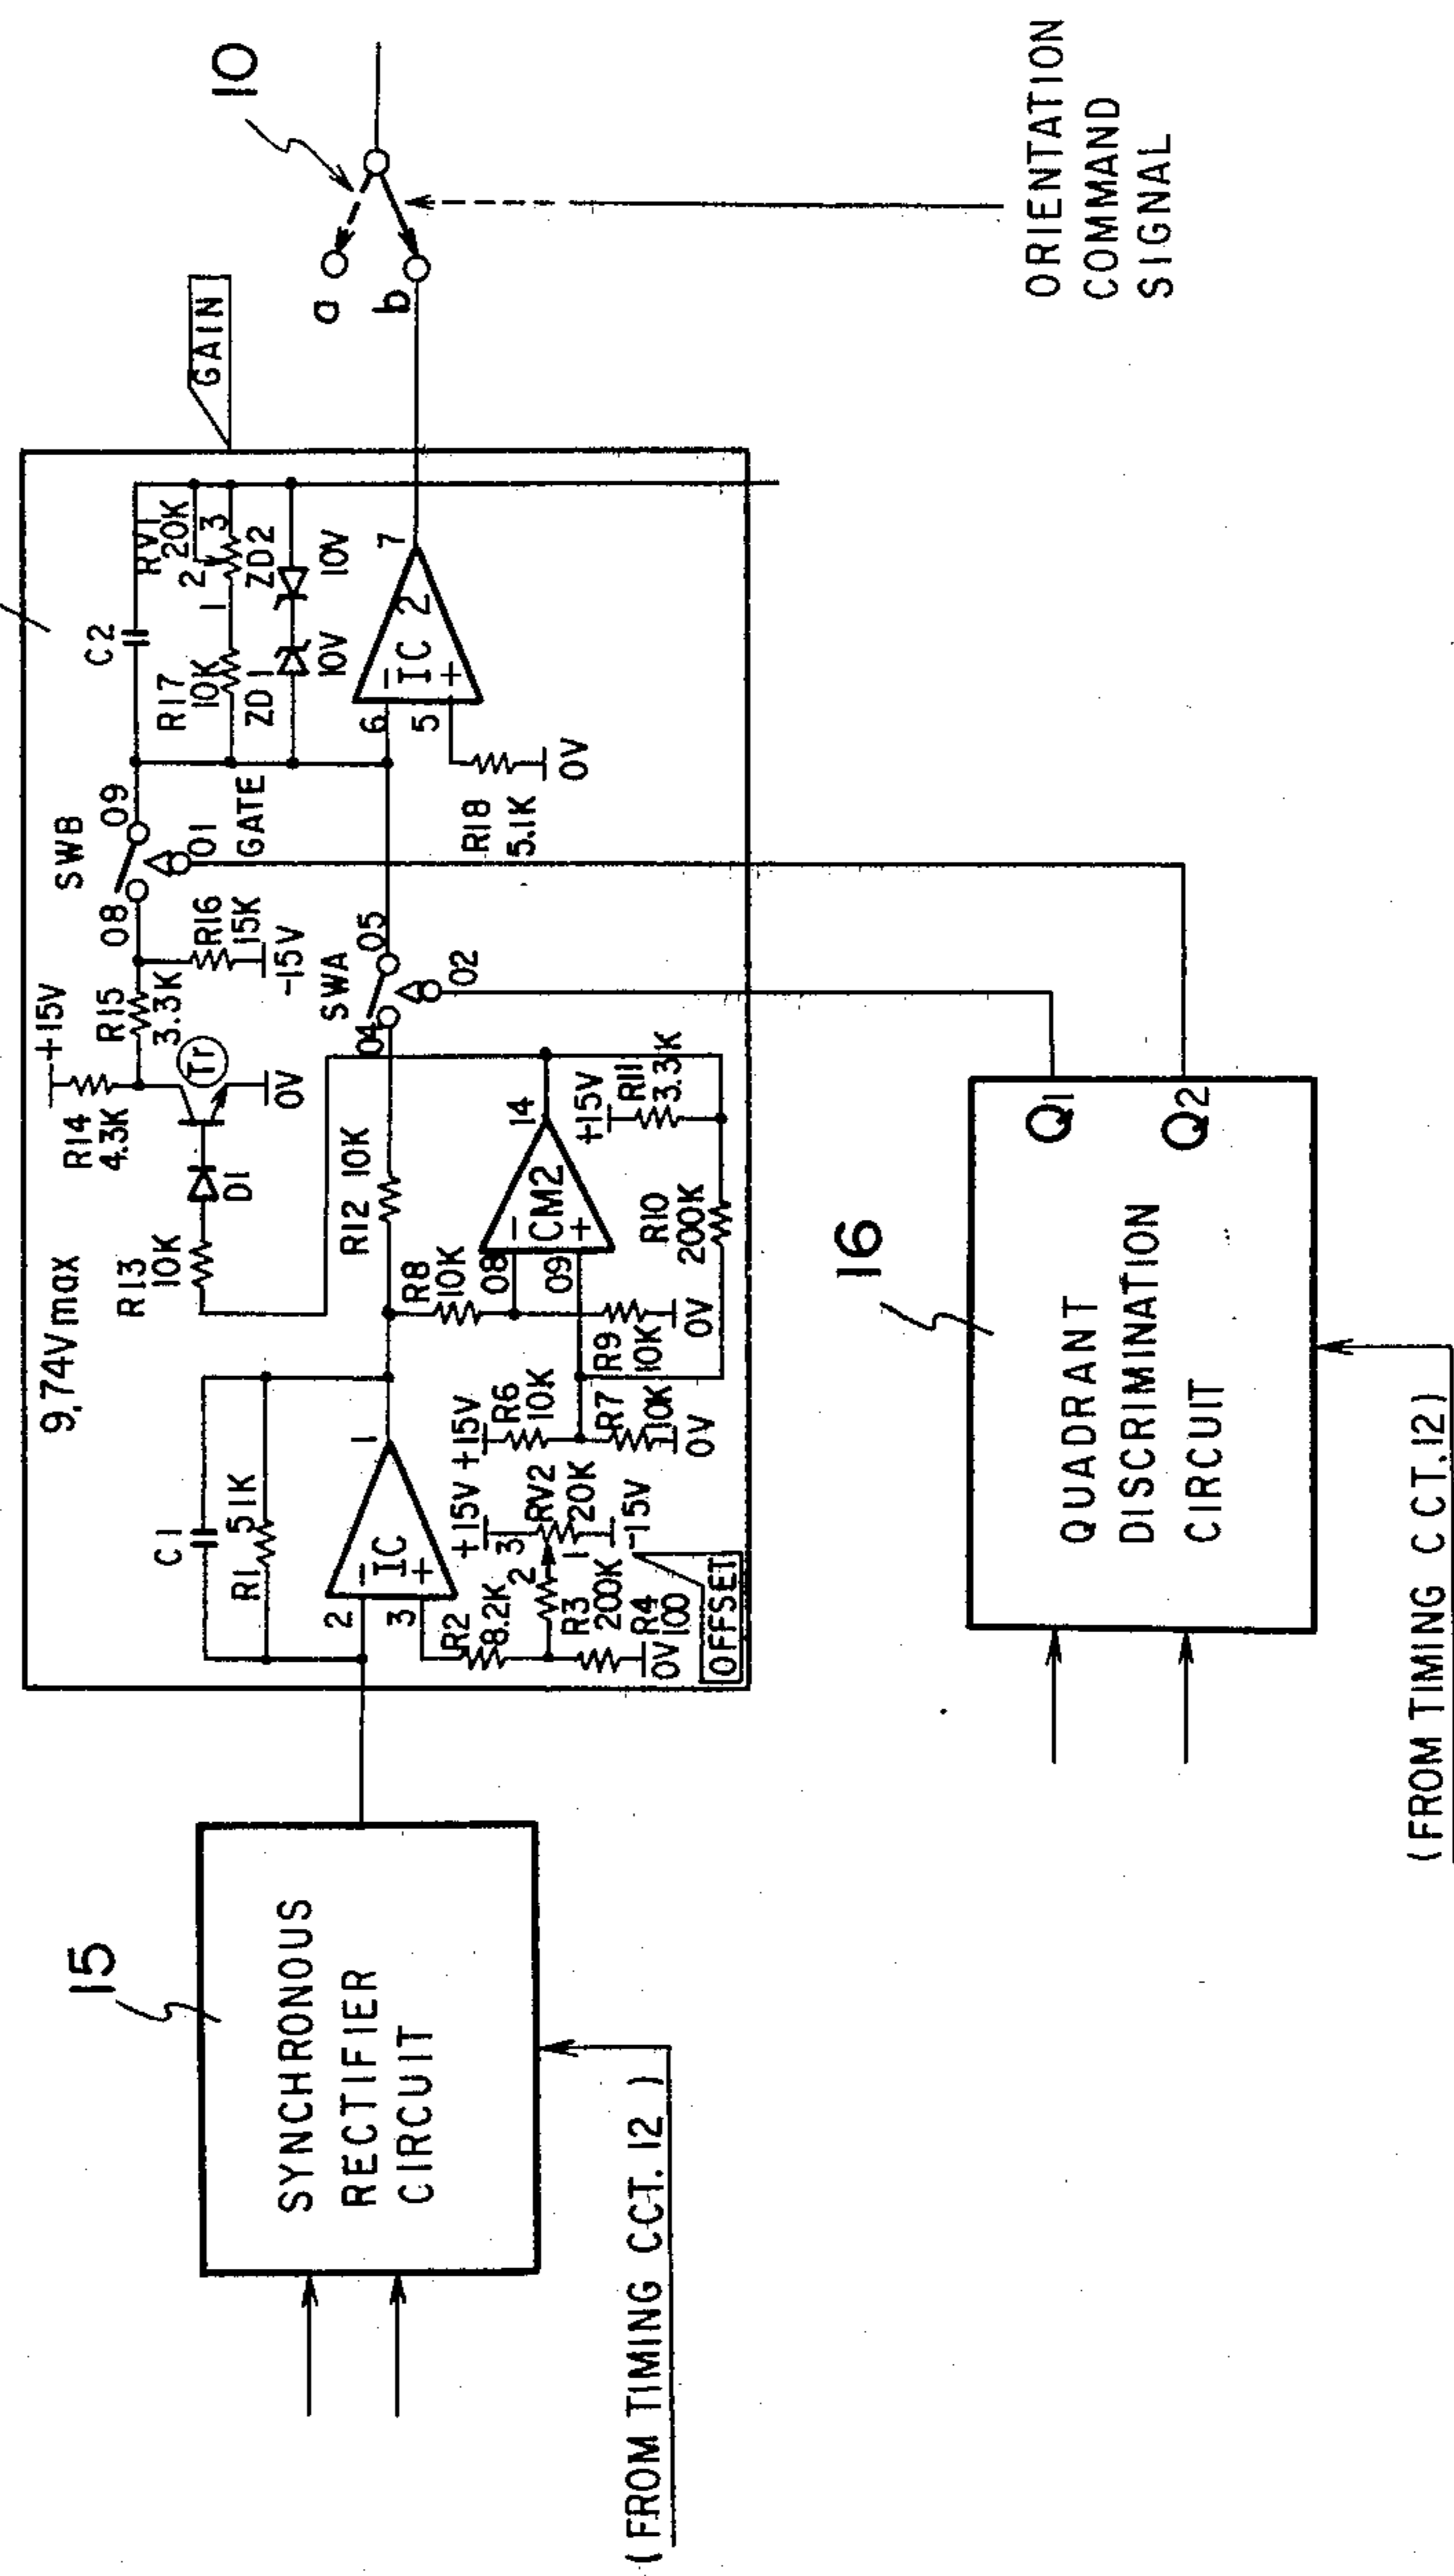 9,74Vmax
+15V
R14
4.3K
R15
3.3K
Tr
0V
R13
10K
D1
R16
15K
-15V
SWB
08
09
01
GATE
C2
R17
10K
RV1
20K
1
2
3
ZD1
10V
ZD2
10V
GAIN
10
a
b
C1
R1 51K
2
3
−
+
IC
1
R12 10K
SWA
04
05
02
6
5
−
+
IC 2
7
R18
5.1K
0V
R2
8.2K
R3
200K
R4
100
0V
OFFSET
+15V
3
2
1
RV2
20K
-15V
+15V
R6
10K
R7
10K
0V
R8
10K
08
09
−
+
CM2
14
R9
10K
0V
+15V
R11
3.3K
R10
200K
ORIENTATION
COMMAND
SIGNAL
15
SYNCHRONOUS
RECTIFIER
CIRCUIT
(FROM TIMING CCT. 12)
16
QUADRANT
DISCRIMINATION
CIRCUIT
Q1
Q2
(FROM TIMING CCT. 12)